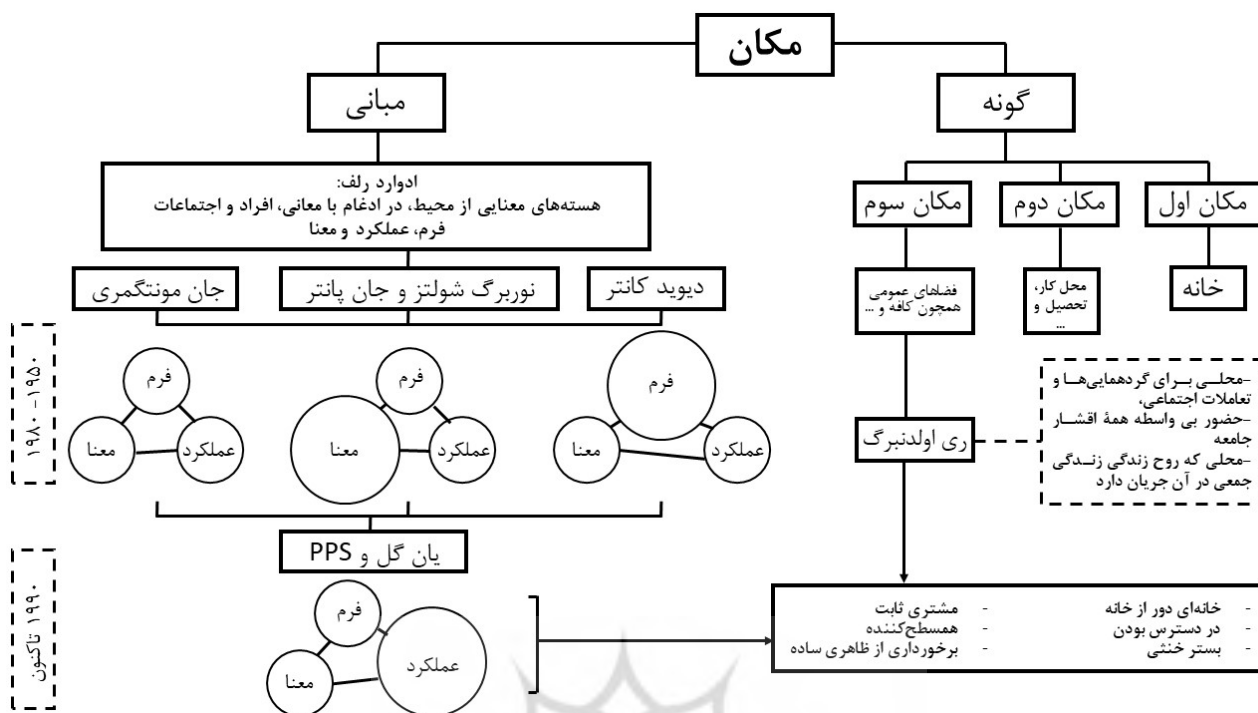 مکان
گونه
مبانی
مکان اول
مکان دوم
مکان سوم
خانه
محل کار،
تحصیل و
...
فضاهای عمومی
همچون کافه و ...
ری اولدنبرگ
-محلـی بـرای گردهمایی‌هـا و
تعاملات اجتماعی،
-حضور بی واسطه همهٔ اقشـار
جامعه
-محلی که روح زندگی زنـدگی
جمعی در آن جریان دارد
ادوارد رلف:
هسته‌های معنایی از محیط، در ادغام با معانی، افراد و اجتماعات
فرم، عملکرد و معنا
دیوید کانتر
نوربرگ شولتز و جان پانتر
جان مونتگمری
۱۹۵۰- ۱۹۸۰
فرم
عملکرد
معنا
فرم
عملکرد
معنا
فرم
عملکرد
معنا
یان گل و PPS
۱۹۹۰ تاکنون
فرم
عملکرد
معنا
- خانه‌ای دور از خانه
- در دسترس بودن
- بستر خنثی
- مشتری ثابت
- همسطح‌کننده
- برخورداری از ظاهری ساده